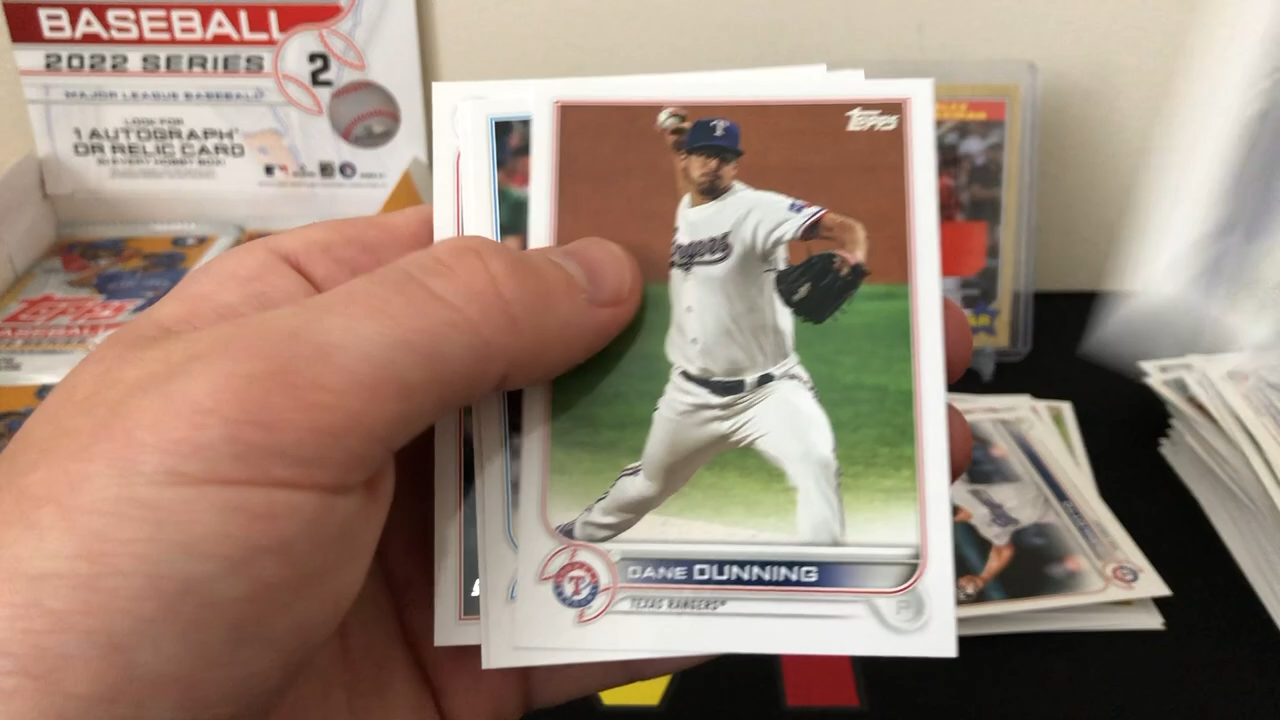 BASEBALL
2022 SERIES 2
MAJOR LEAGUE BASEBALL
LOOK FOR
1 AUTOGRAPH
OR RELIC CARD
IN EVERY HOBBY BOX!
TOPPS
Topps
T
Rangers
T
DANE DUNNING
TEXAS RANGERS
P